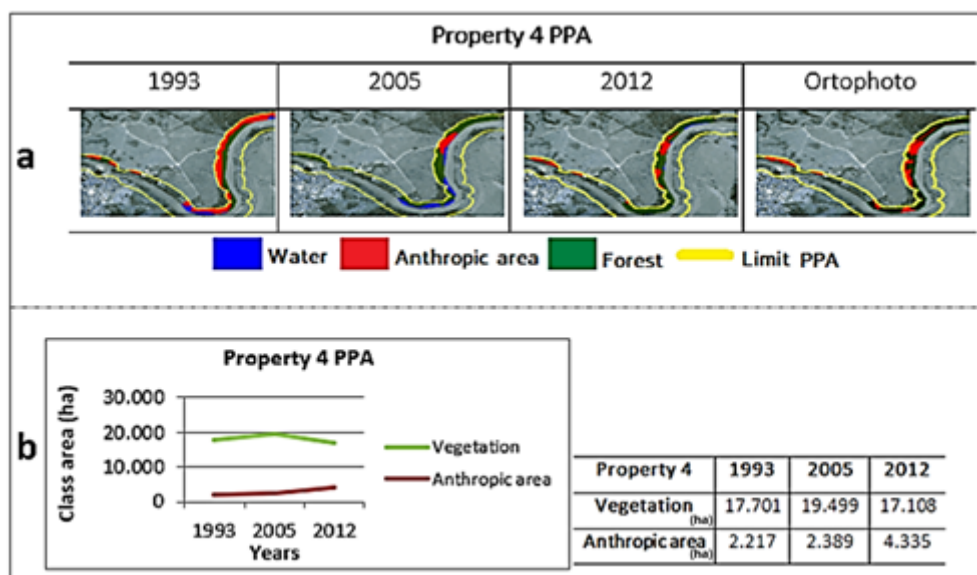 Property 4 PPA
1993 2005 2012 Ortophoto
a
Water Anthropic area Forest Limit PPA
b
Property 4 PPA
Class area (ha)
30.000
20.000
10.000
0
1993 2005 2012
Years
Vegetation
Anthropic area
Property 4 1993 2005 2012
Vegetation (ha) 17.701 19.499 17.108
Anthropic area (ha) 2.217 2.389 4.335